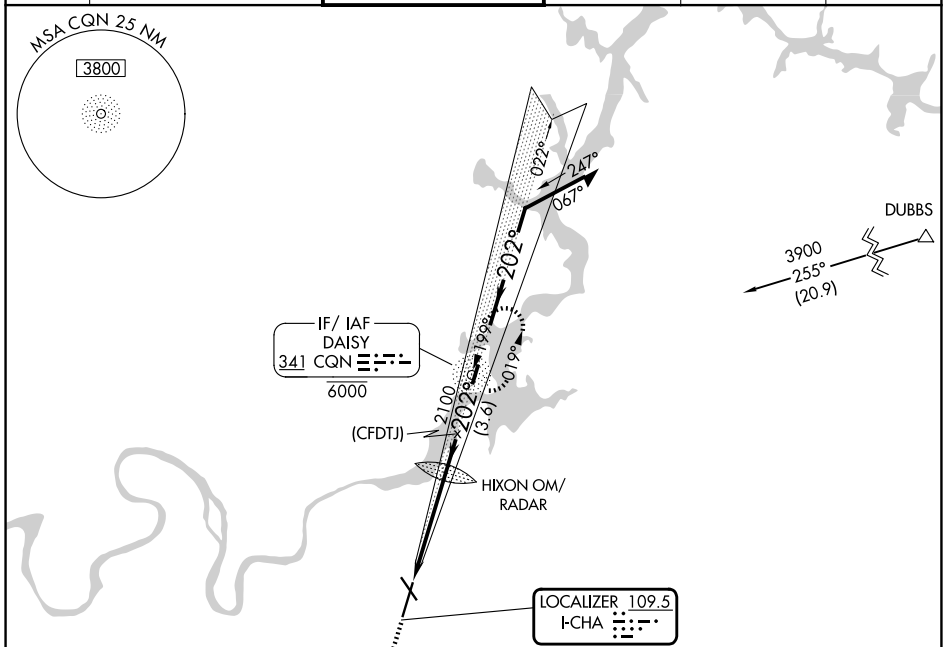 MSA CQN 25 NM
3800
022°
247°
067°
DUBBS
3900
255°
(20.9)
202°
IF/ IAF
DAISY
341 CQN
6000
199°
019°
2100
202°
(3.6)
(CFDTJ)
HIXON OM/
RADAR
LOCALIZER 109.5
I-CHA